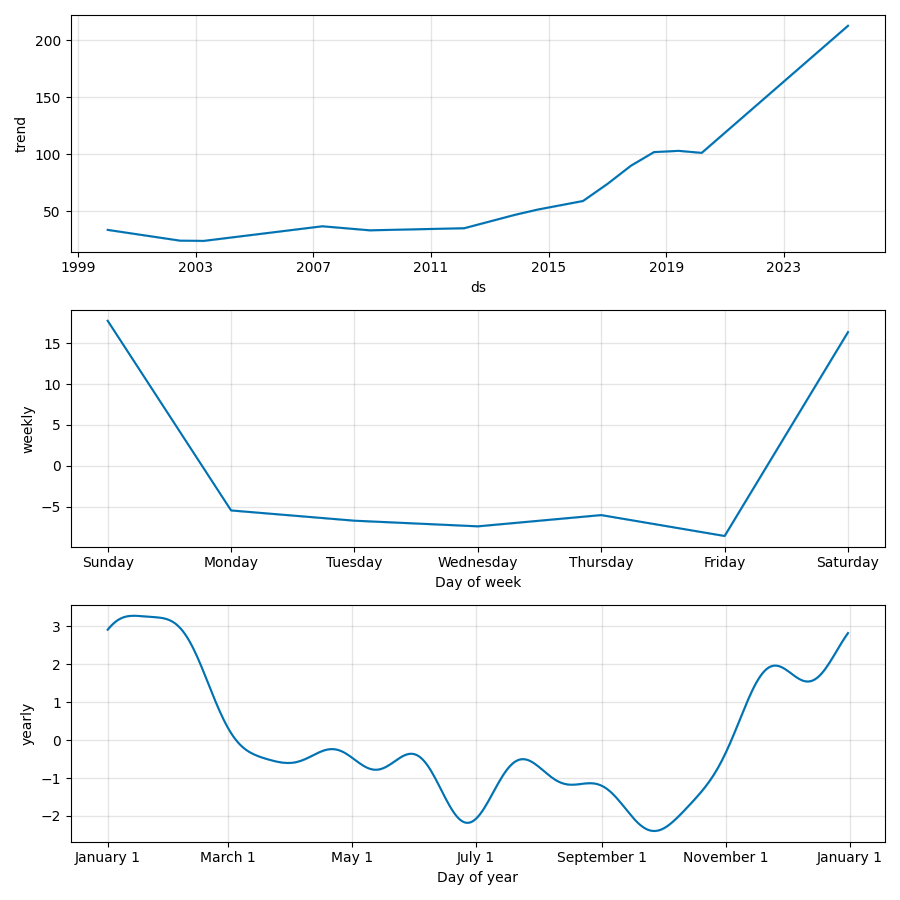 200
150
100
50
trend
1999 2003 2007 2011 2015 2019 2023
ds
15
10
5
0
−5
weekly
Sunday Monday Tuesday Wednesday Thursday Friday Saturday
Day of week
3
2
1
0
−1
−2
yearly
January 1 March 1 May 1 July 1 September 1 November 1 January 1
Day of year